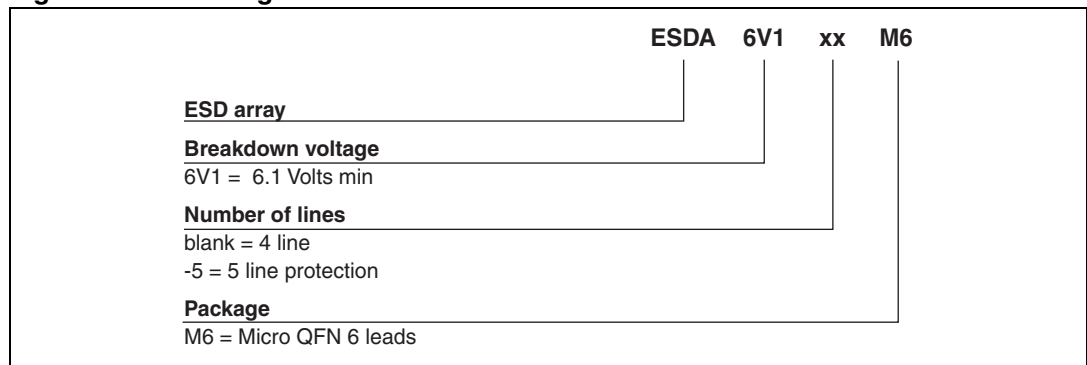 ESDA 6V1 xx M6
ESD array
Breakdown voltage
6V1 = 6.1 Volts min
Number of lines
blank = 4 line
-5 = 5 line protection
Package
M6 = Micro QFN 6 leads